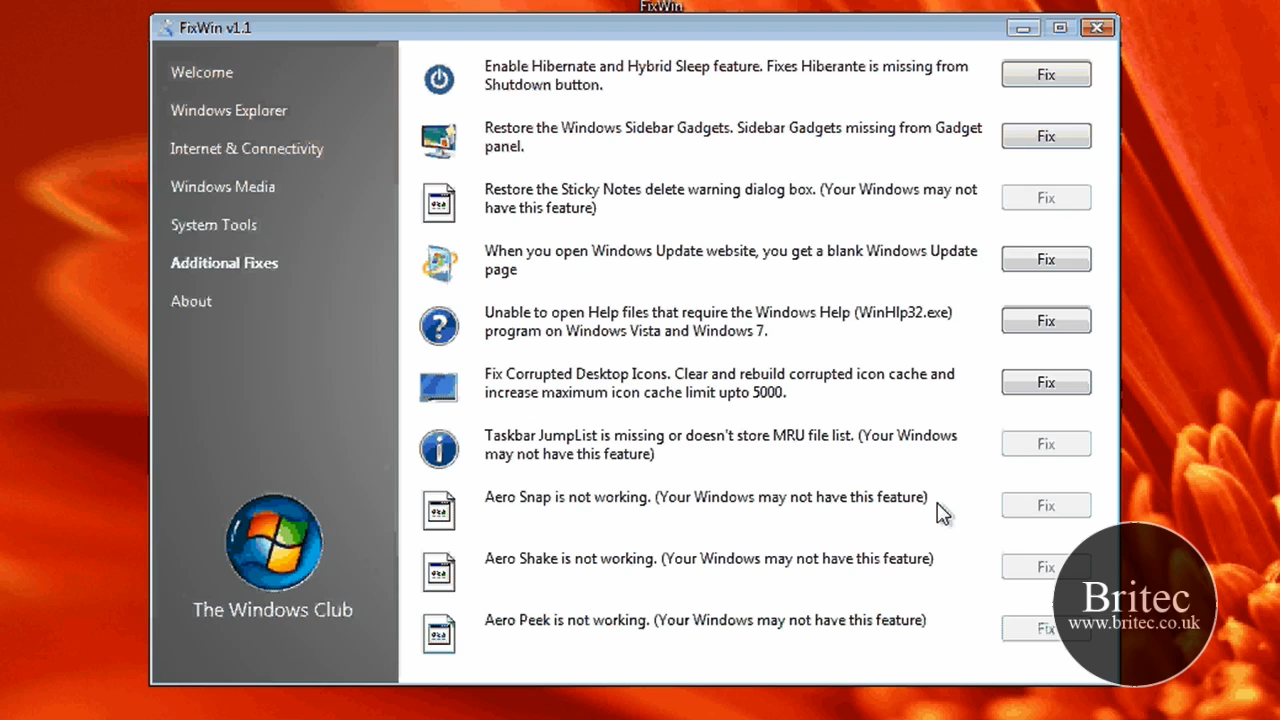 FixWin
FixWin v1.1
Welcome
Windows Explorer
Internet & Connectivity
Windows Media
System Tools
Additional Fixes
About
The Windows Club
Enable Hibernate and Hybrid Sleep feature. Fixes Hiberante is missing from
Shutdown button.
Fix
Restore the Windows Sidebar Gadgets. Sidebar Gadgets missing from Gadget
panel.
Fix
Restore the Sticky Notes delete warning dialog box. (Your Windows may not
have this feature)
Fix
When you open Windows Update website, you get a blank Windows Update
page
Fix
Unable to open Help files that require the Windows Help (WinHlp32.exe)
program on Windows Vista and Windows 7.
Fix
Fix Corrupted Desktop Icons. Clear and rebuild corrupted icon cache and
increase maximum icon cache limit upto 5000.
Fix
Taskbar JumpList is missing or doesn't store MRU file list. (Your Windows
may not have this feature)
Fix
Aero Snap is not working. (Your Windows may not have this feature)
Fix
Aero Shake is not working. (Your Windows may not have this feature)
Fix
Aero Peek is not working. (Your Windows may not have this feature)
Fix
Britec
www.britec.co.uk